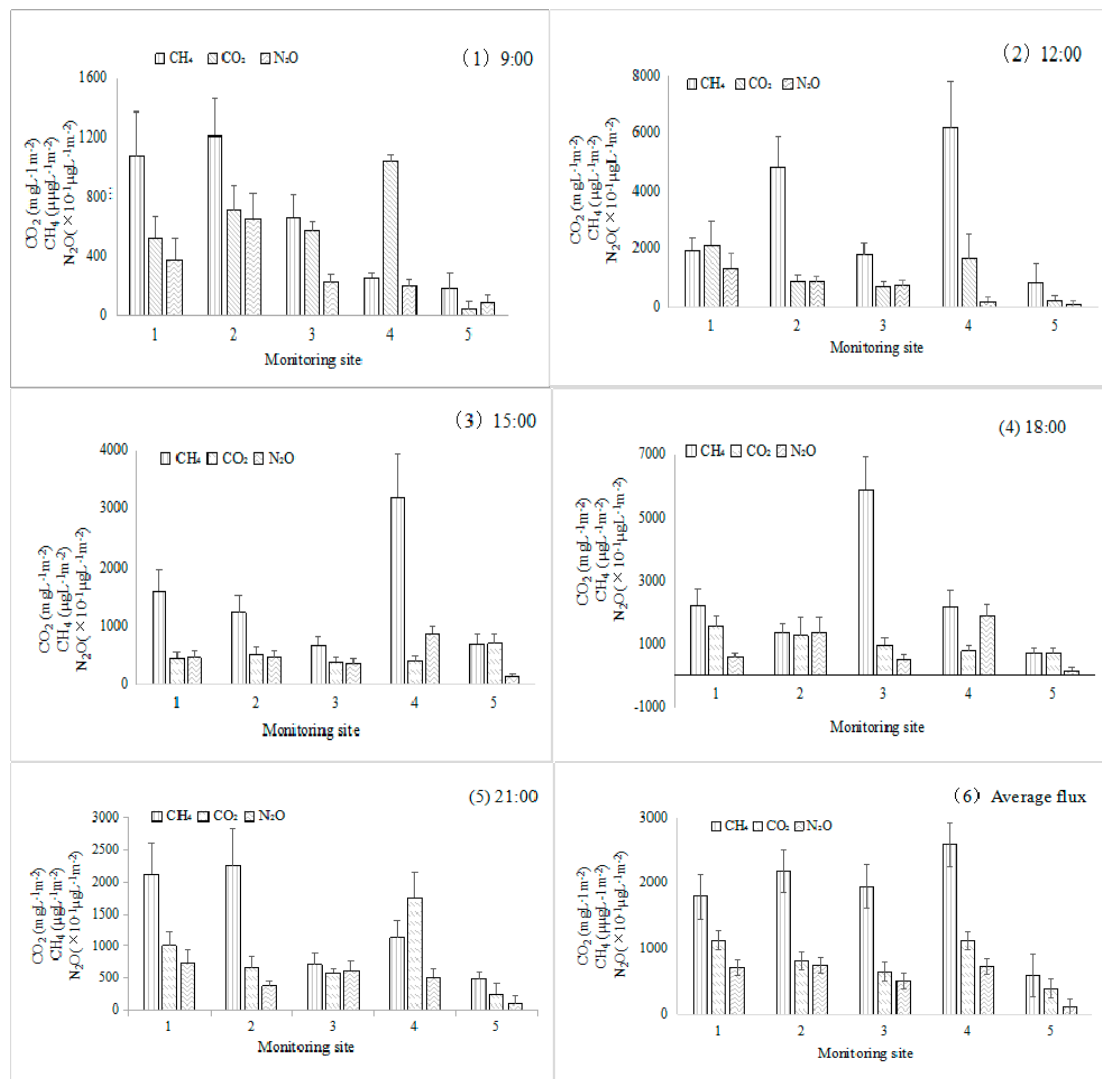 (1) 9:00
CH₄ CO₂ N₂O
1600
1200
800
400
0
CO₂ (mgL·1m⁻²)
CH₄ (μμgL⁻¹m⁻²)
N₂O(×10⁻¹μgL⁻¹m⁻²)
1 2 3 4 5
Monitoring site
(2) 12:00
CH₄ CO₂ N₂O
8000
6000
4000
2000
0
CO₂ (mgL·¹m⁻²)
CH₄ (μgL·¹m⁻²)
N₂O(×10⁻¹μgL⁻¹m⁻²)
1 2 3 4 5
Monitoring site
(3) 15:00
CH₄ CO₂ N₂O
4000
3000
2000
1000
0
CO₂ (mgL·¹m⁻²)
CH₄ (μgL·¹m⁻²)
N₂O(×10⁻¹μgL⁻¹m⁻²)
1 2 3 4 5
Monitoring site
(4) 18:00
CH₄ CO₂ N₂O
7000
5000
3000
1000
-1000
CO₂ (mgL·¹m⁻²)
CH₄ (μgL·¹m⁻²)
N₂O(×10⁻¹μgL⁻¹m⁻²)
1 2 3 4 5
Monitoring site
(5) 21:00
CH₄ CO₂ N₂O
3000
2500
2000
1500
1000
500
0
CO₂ (mgL·¹m⁻²)
CH₄ (μgL·¹m⁻²)
N₂O(×10⁻¹μgL⁻¹m⁻²)
1 2 3 4 5
Monitoring site
(6) Average flux
CH₄ CO₂ N₂O
3000
2000
1000
0
CO₂ (mgL·1m⁻²)
CH₄ (μμgL·1m⁻²)
N₂O(×10⁻¹μgL⁻¹m⁻²)
1 2 3 4 5
Monitoring site